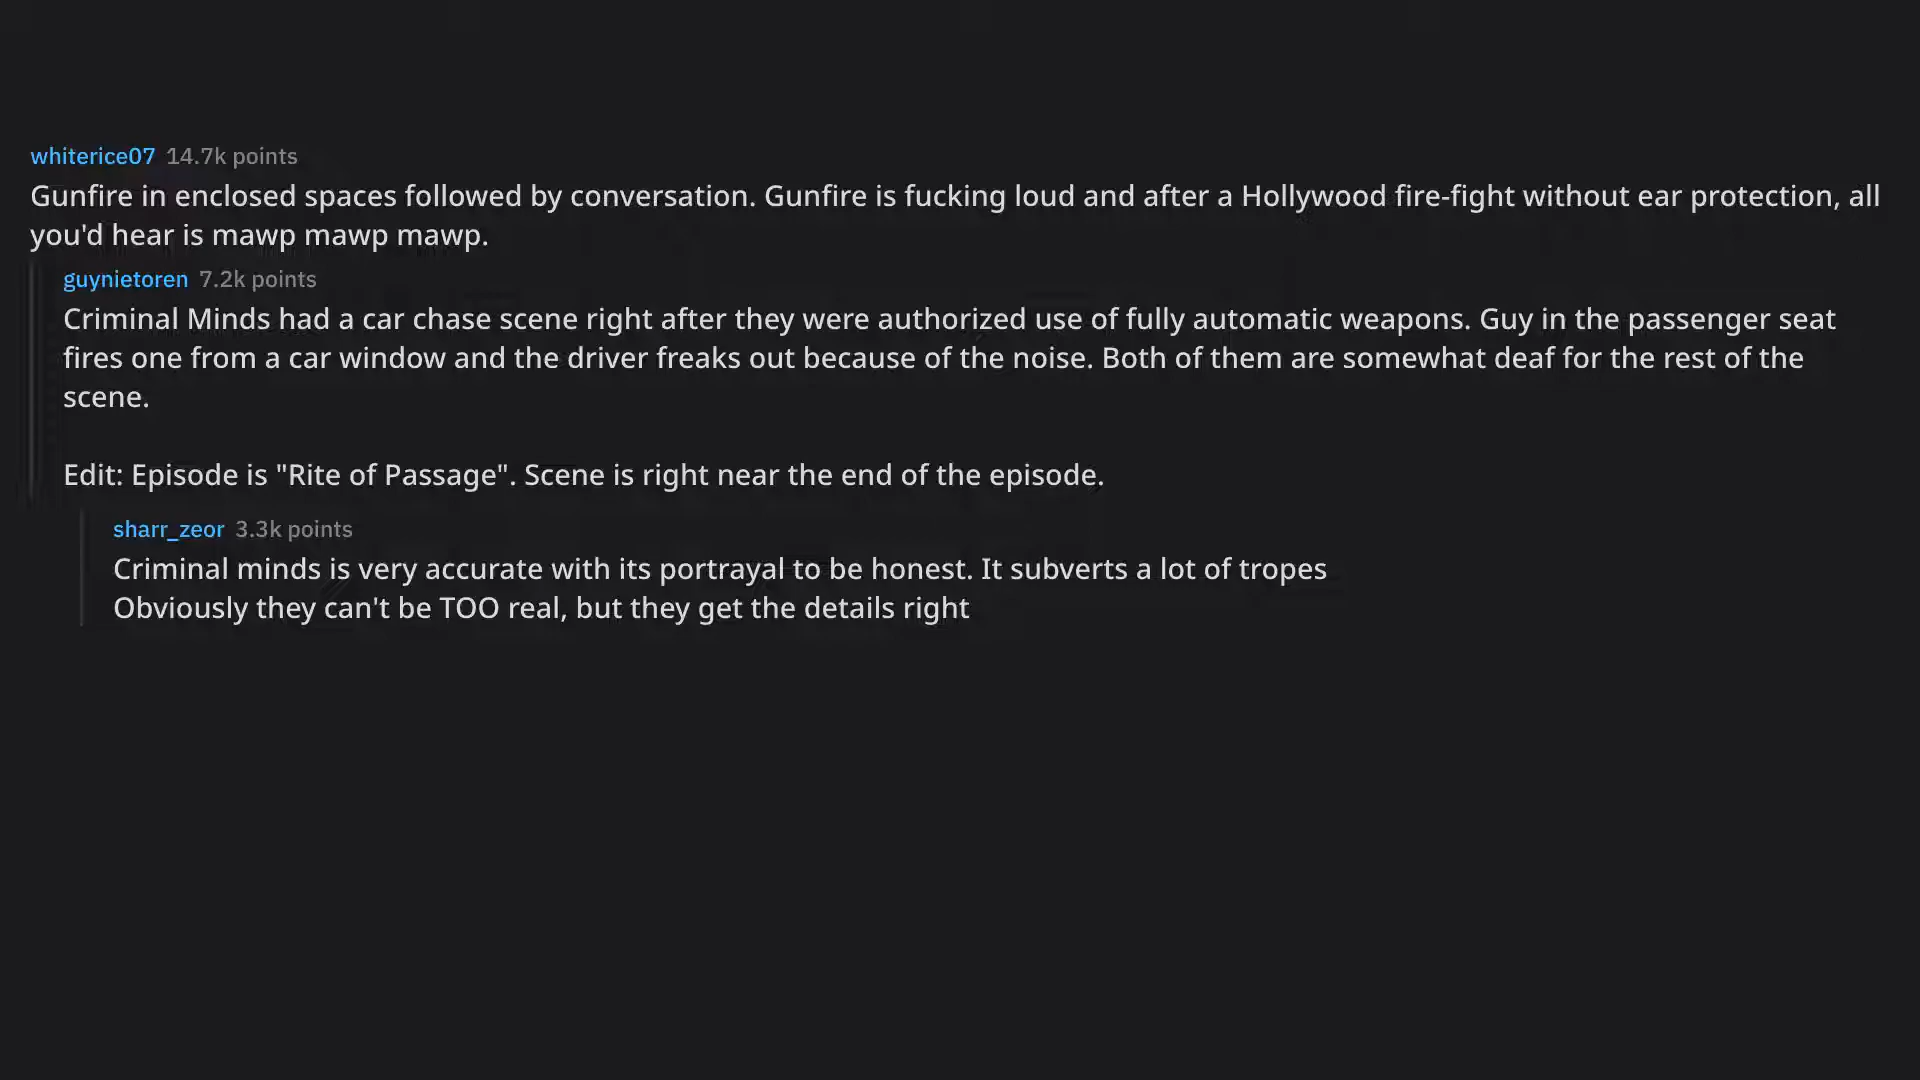 whiterice07 14.7k points
Gunfire in enclosed spaces followed by conversation. Gunfire is fucking loud and after a Hollywood fire-fight without ear protection, all
you'd hear is mawp mawp mawp.
guynietoren 7.2k points
Criminal Minds had a car chase scene right after they were authorized use of fully automatic weapons. Guy in the passenger seat
fires one from a car window and the driver freaks out because of the noise. Both of them are somewhat deaf for the rest of the
scene.
Edit: Episode is "Rite of Passage". Scene is right near the end of the episode.
sharr_zeor 3.3k points
Criminal minds is very accurate with its portrayal to be honest. It subverts a lot of tropes
Obviously they can't be TOO real, but they get the details right